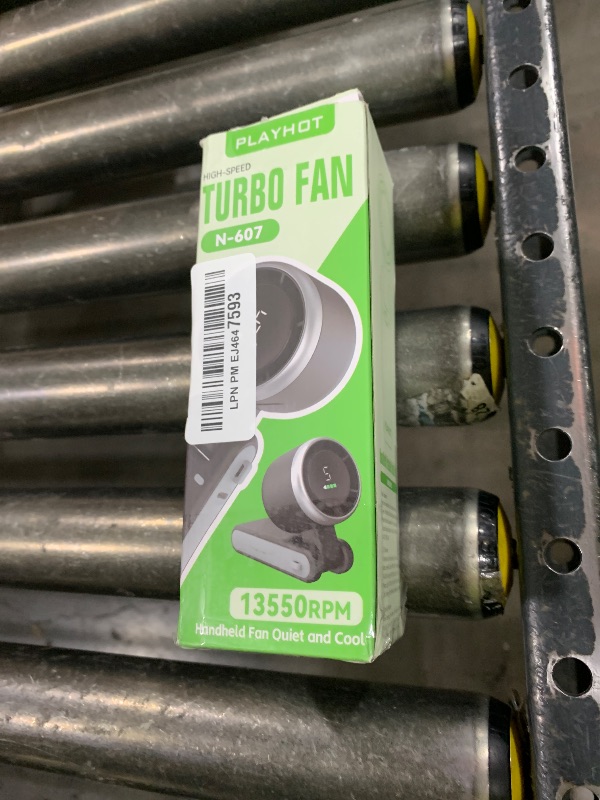 PLAYHOT
HIGH-SPEED
TURBO FAN
N-607
LPN PM EJ4647593
5
13550RPM
Handheld Fan Quiet and Cool